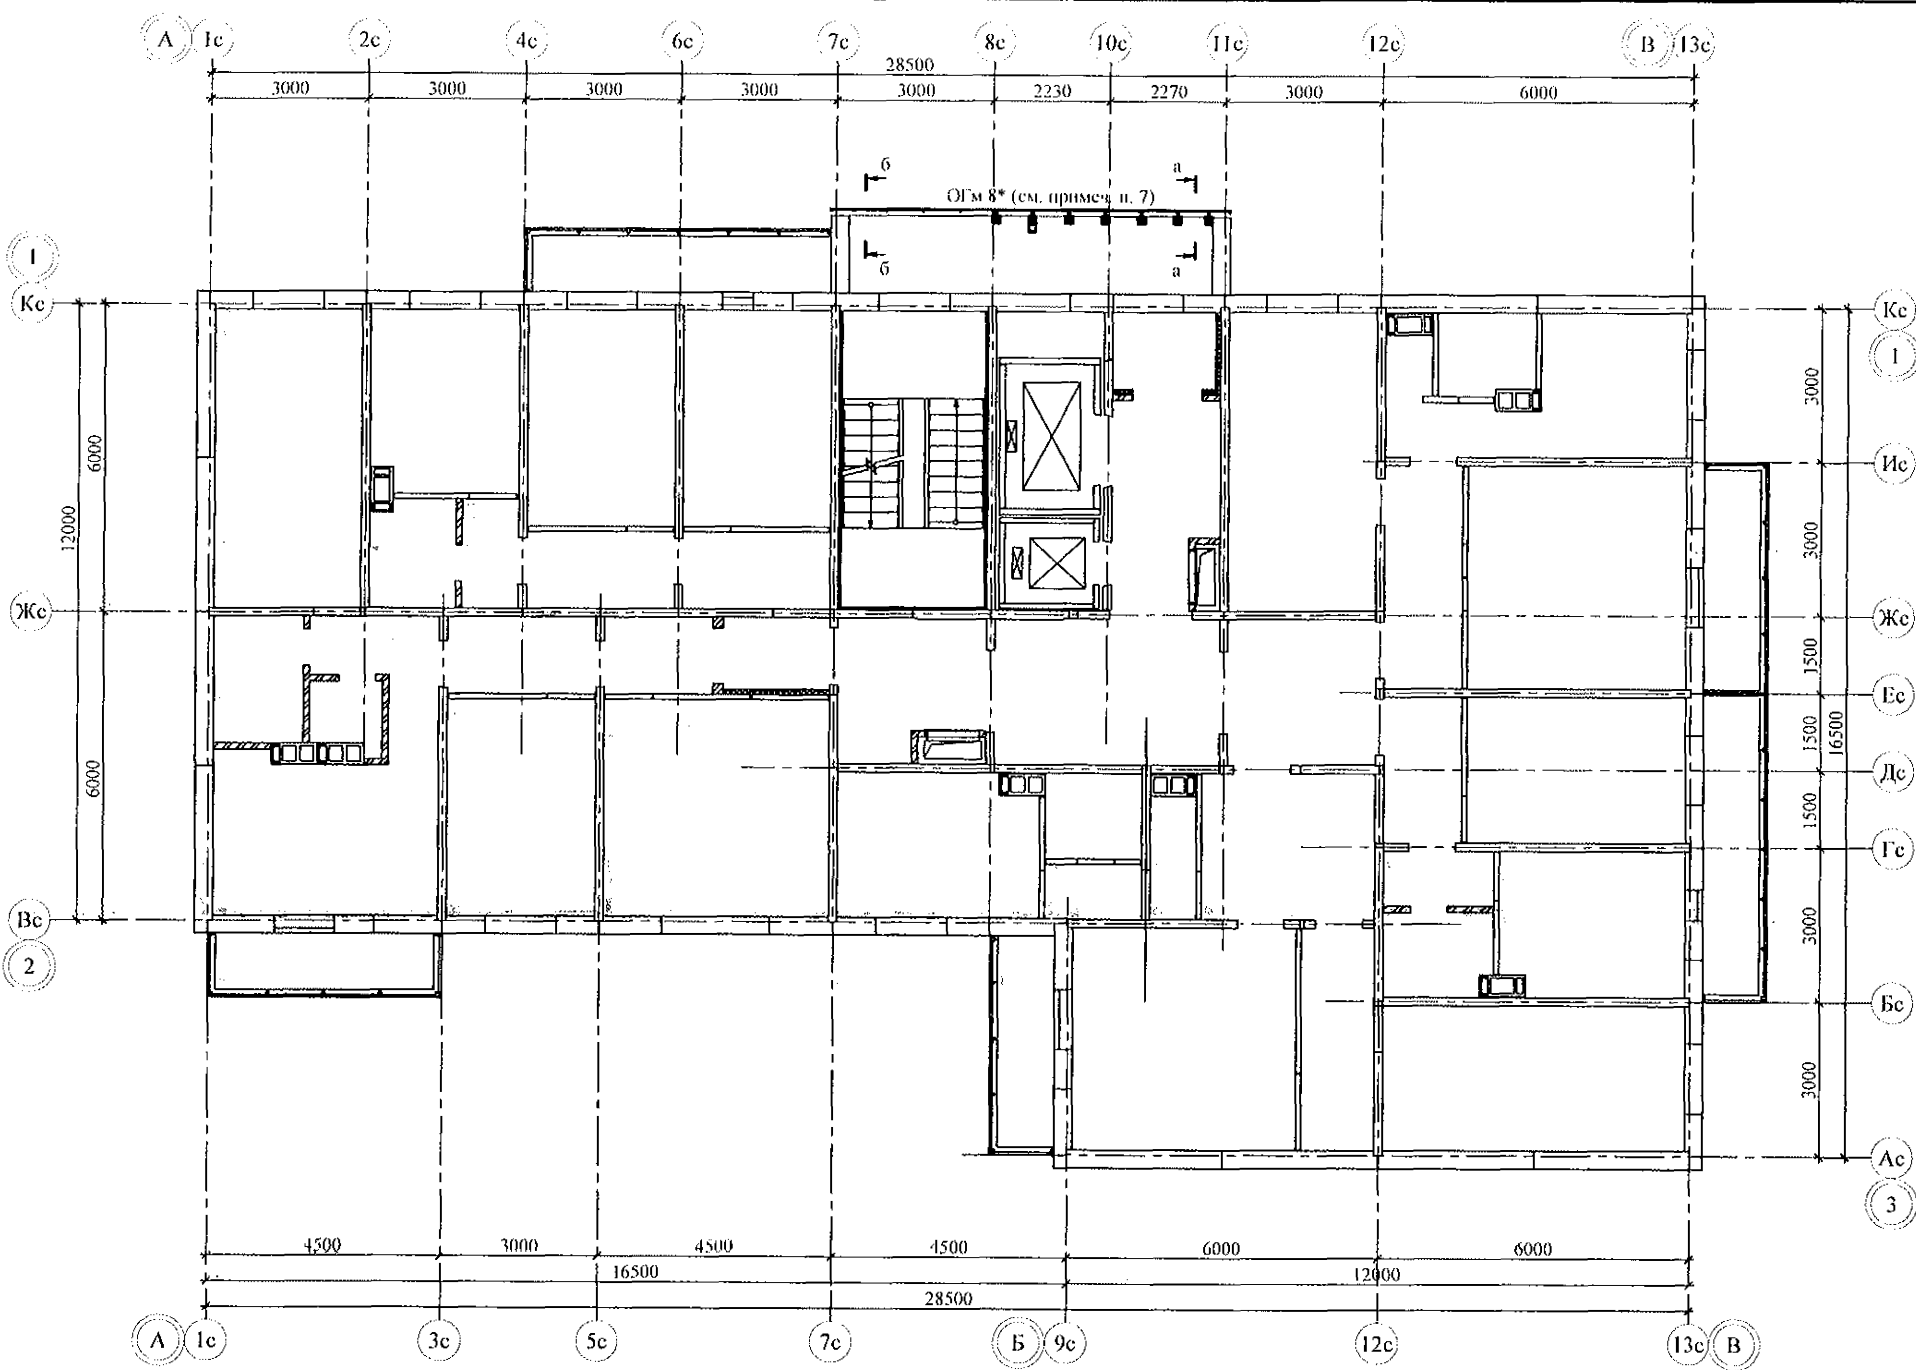 А 1с 2с 4с 6с 7с 8с 10с 11с 12с В 13с
28500
3000 3000 3000 3000 3000 2230 2270 3000 6000
б а
ОГм 8* (см. примеч. п. 7)
б а
1
Кс Кс
1
3000
6000
Ис
12000
3000
Жс Жс
1500
Ес
1500
16500
6000
Дс
1500
Гс
Вс
3000
2
Бс
3000
Ас
3
4500 3000 4500 4500 6000 6000
16500 12000
28500
А 1с 3с 5с 7с Б 9с 12с 13с В